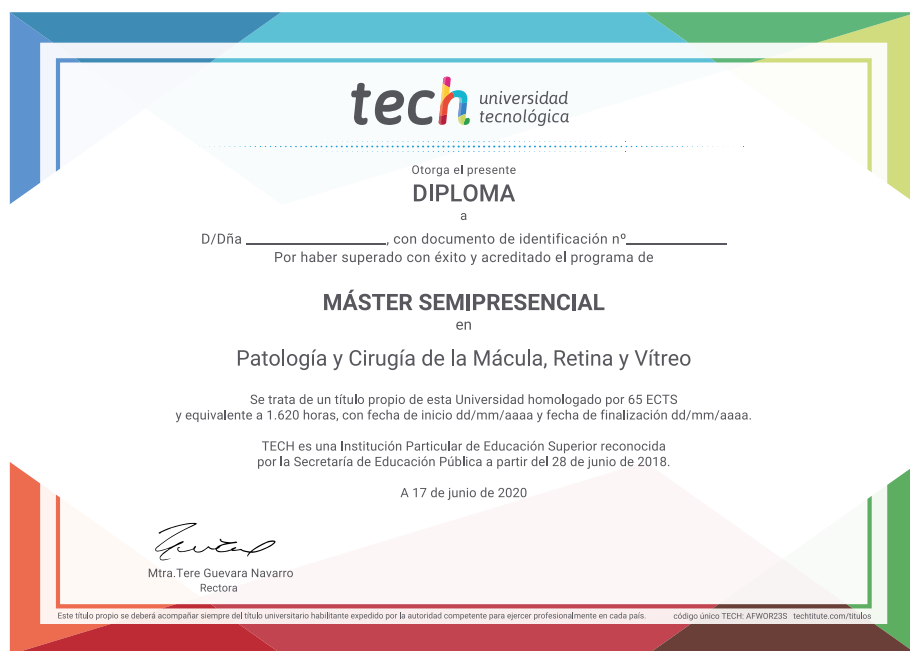 tech universidad
tecnológica
Otorga el presente
DIPLOMA
a
D/Dña ____________, con documento de identificación nº____________
Por haber superado con éxito y acreditado el programa de
MÁSTER SEMIPRESENCIAL
en
Patología y Cirugía de la Mácula, Retina y Vítreo
Se trata de un título propio de esta Universidad homologado por 65 ECTS
y equivalente a 1.620 horas, con fecha de inicio dd/mm/aaaa y fecha de finalización dd/mm/aaaa.
TECH es una Institución Particular de Educación Superior reconocida
por la Secretaría de Educación Pública a partir del 28 de junio de 2018.
A 17 de junio de 2020
Mtra.Tere Guevara Navarro
Rectora
Este título propio se deberá acompañar siempre del título universitario habilitante expedido por la autoridad competente para ejercer profesionalmente en cada país. código único TECH: AFWOR23S techtitute.com/titulos